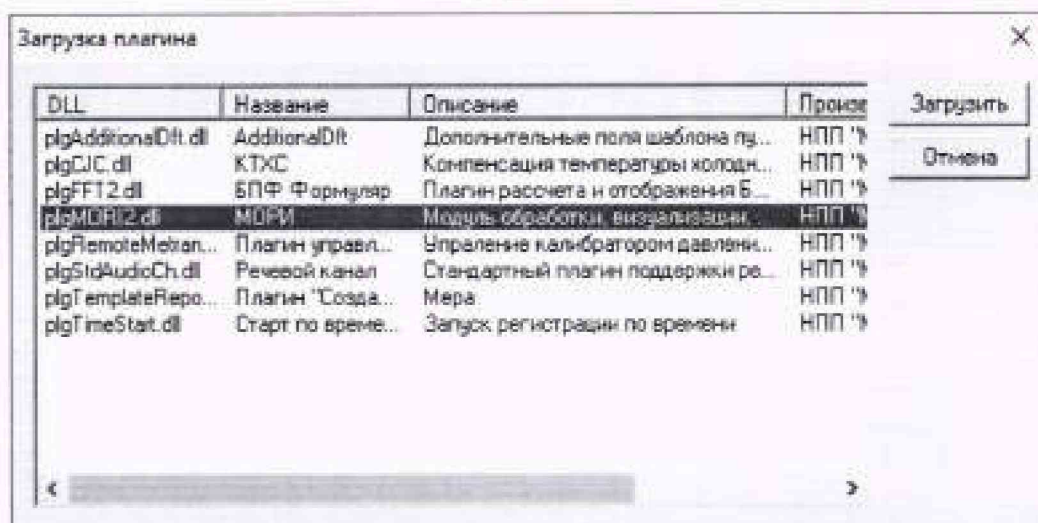 Загрузка плагина
DLL Название Описание Произв
plgAdditionalDft.dll AdditionalDft Дополнительные поля шаблона пу... НПП "М
plgCJC.dll КТХС Компенсация температуры холодн... НПП "М
plgFFT2.dll БПФ Формуляр Плагин рассчета и отображения Б... НПП "М
plgMORI2.dll МОРИ Модуль обработки, визуализации... НПП "М
plgRemoteMetran... Плагин управл... Упраление калибратором давлени... НПП "М
plgStdAudioCh.dll Речевой канал Стандартный плагин поддержки ре... НПП "М
plgTemplateRepo... Плагин "Созда... Мера НПП "М
plgTimeStart.dll Старт по време... Запуск регистрации по времени НПП "М
Загрузить
Отмена